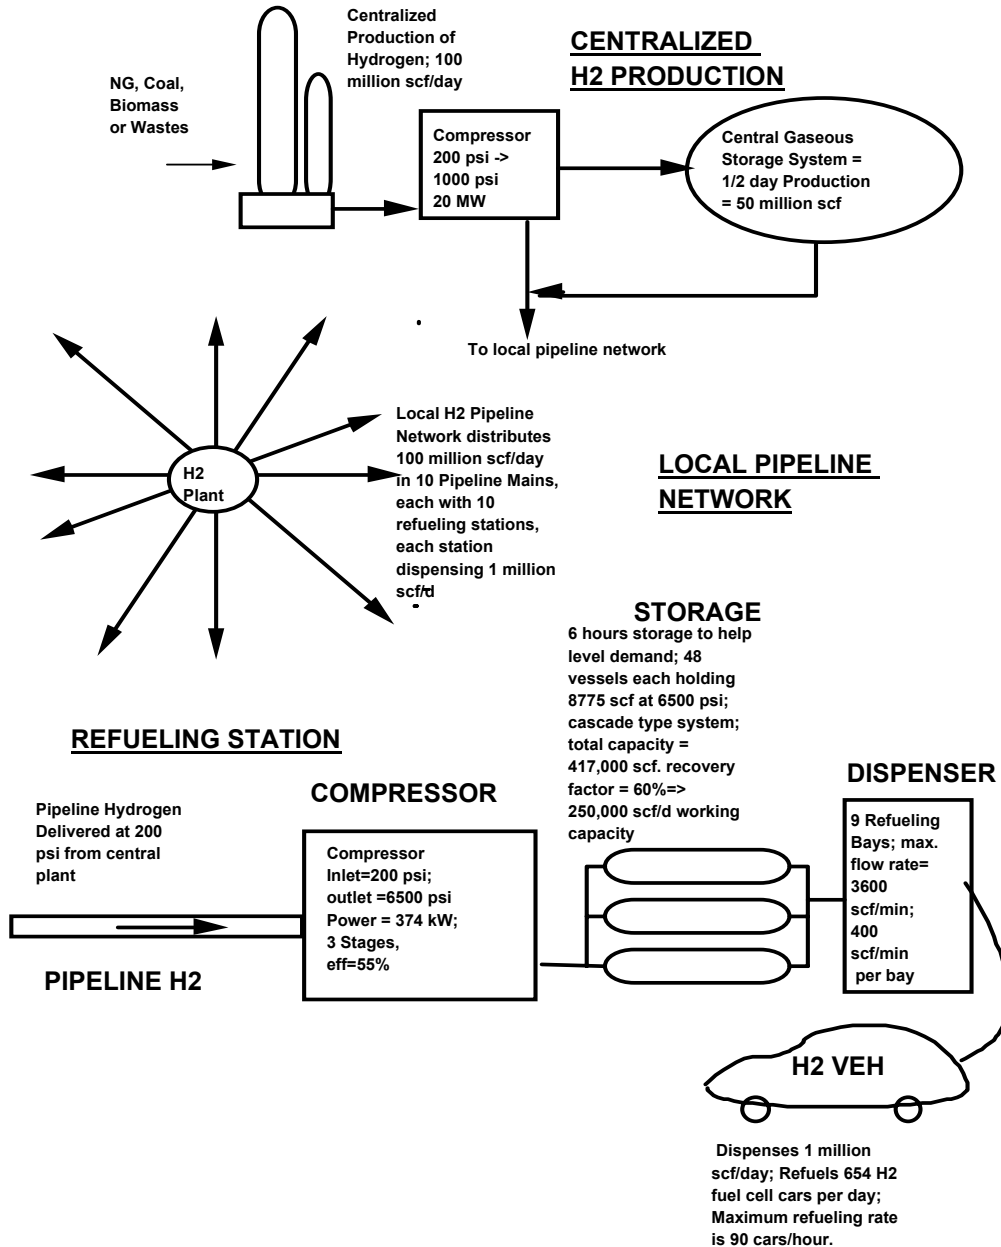 Centralized
Production of
Hydrogen; 100
million scf/day
CENTRALIZED
H2 PRODUCTION
NG, Coal,
Biomass
or Wastes
Compressor
200 psi ->
1000 psi
20 MW
Central Gaseous
Storage System =
1/2 day Production
= 50 million scf
To local pipeline network
H2
Plant
Local H2 Pipeline
Network distributes
100 million scf/day
in 10 Pipeline Mains,
each with 10
refueling stations,
each station
dispensing 1 million
scf/d
LOCAL PIPELINE
NETWORK
STORAGE
6 hours storage to help
level demand; 48
vessels each holding
8775 scf at 6500 psi;
cascade type system;
total capacity =
417,000 scf. recovery
factor = 60%=>
250,000 scf/d working
capacity
REFUELING STATION
Pipeline Hydrogen
Delivered at 200
psi from central
plant
PIPELINE H2
COMPRESSOR
Compressor
Inlet=200 psi;
outlet =6500 psi
Power = 374 kW;
3 Stages,
eff=55%
DISPENSER
9 Refueling
Bays; max.
flow rate=
3600
scf/min;
400
scf/min
per bay
H2 VEH
Dispenses 1 million
scf/day; Refuels 654 H2
fuel cell cars per day;
Maximum refueling rate
is 90 cars/hour.